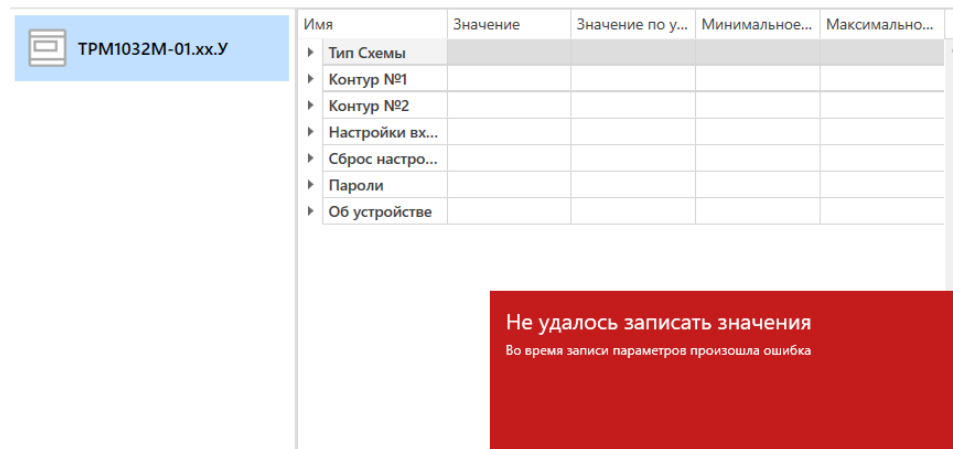 ТРМ1032М-01.хх.У
Имя Значение Значение по у... Минимальное... Максимально...
Тип Схемы
Контур №1
Контур №2
Настройки вх...
Сброс настро...
Пароли
Об устройстве
Не удалось записать значения
Во время записи параметров произошла ошибка